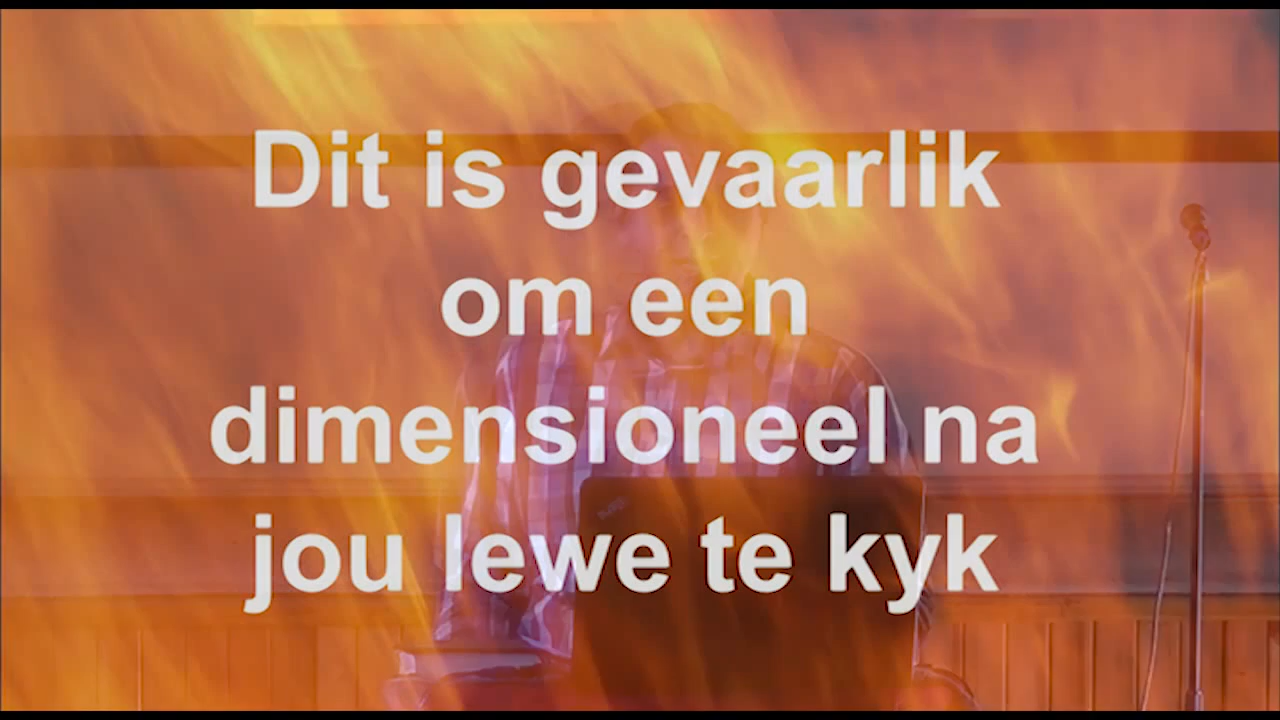 Dit is gevaarlik
om een
dimensioneel na
jou lewe te kyk